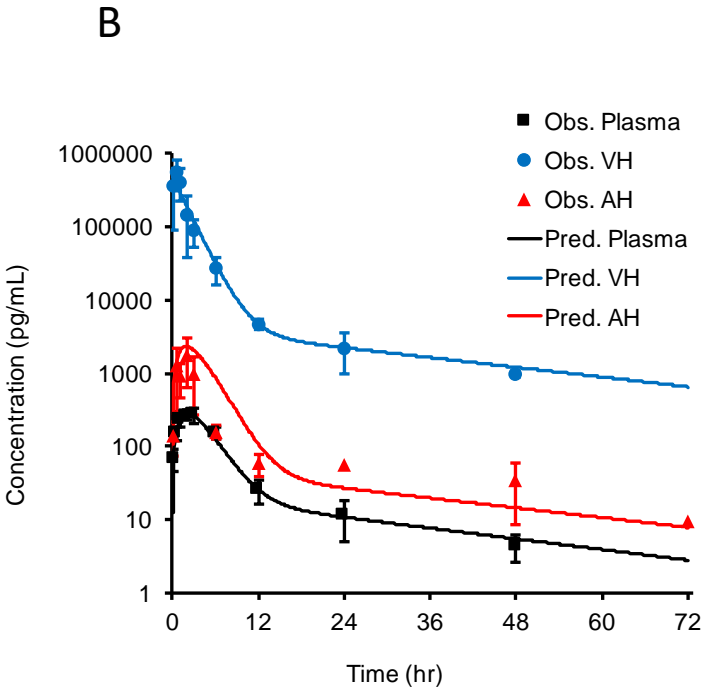 B
Obs. Plasma
Obs. VH
Obs. AH
Pred. Plasma
Pred. VH
Pred. AH
1000000
100000
10000
1000
100
10
1
Concentration (pg/mL)
0 12 24 36 48 60 72
Time (hr)